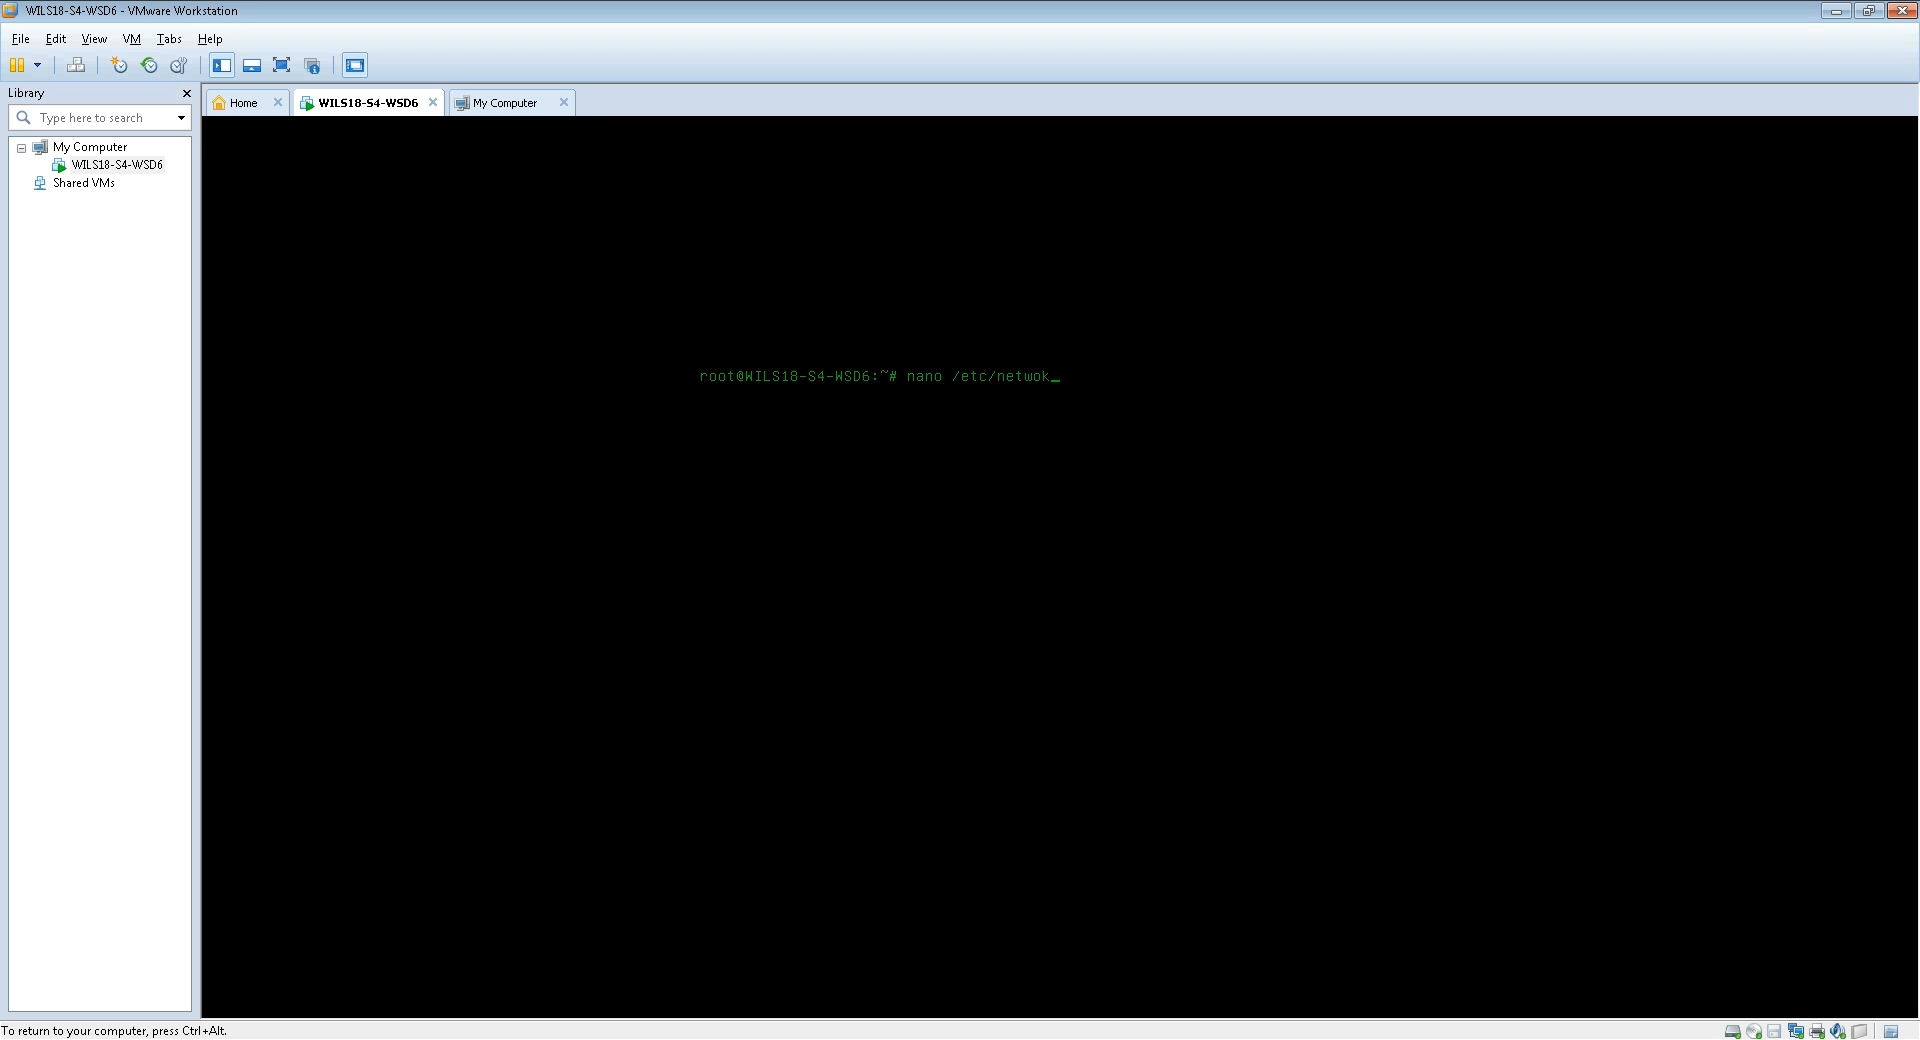 WILS18-S4-WSD6 - VMware Workstation
File Edit View VM Tabs Help
Library
Home
WILS18-S4-WSD6
My Computer
Type here to search
My Computer
WILS18-S4-WSD6
Shared VMs
root@WILS18-S4-WSD6:~# nano /etc/netwok_
To return to your computer, press Ctrl+Alt.